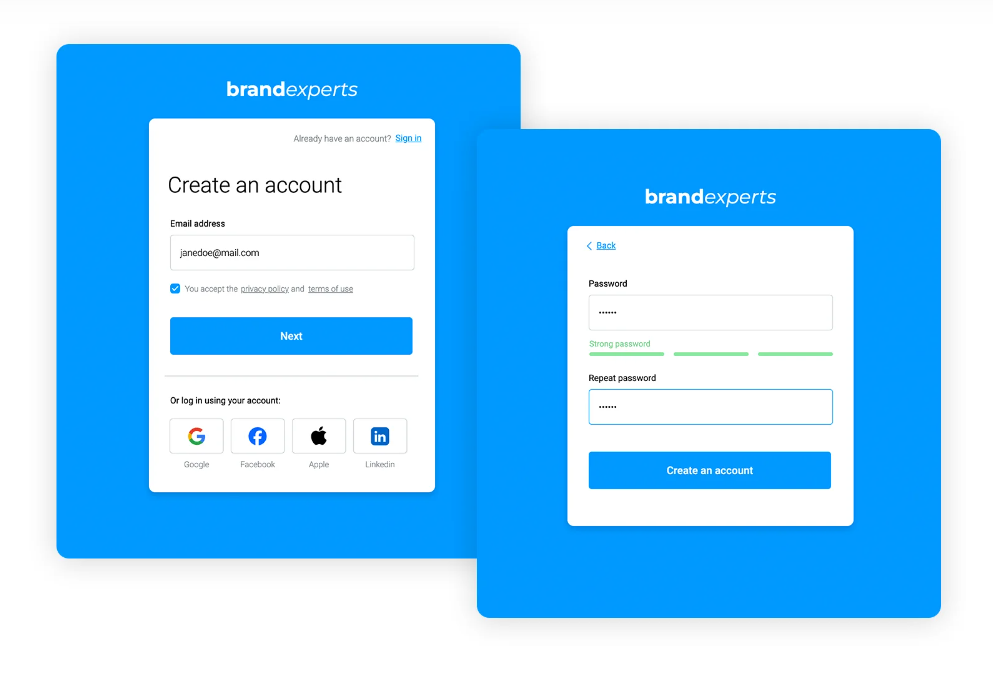 brandexperts
Already have an account? Sign in
Create an account
Email address
janedoe@mail.com
You accept the privacy policy and terms of use
Next
Or log in using your account:
Google Facebook Apple Linkedin
brandexperts
Back
Password
••••••
Strong password
Repeat password
••••••
Create an account